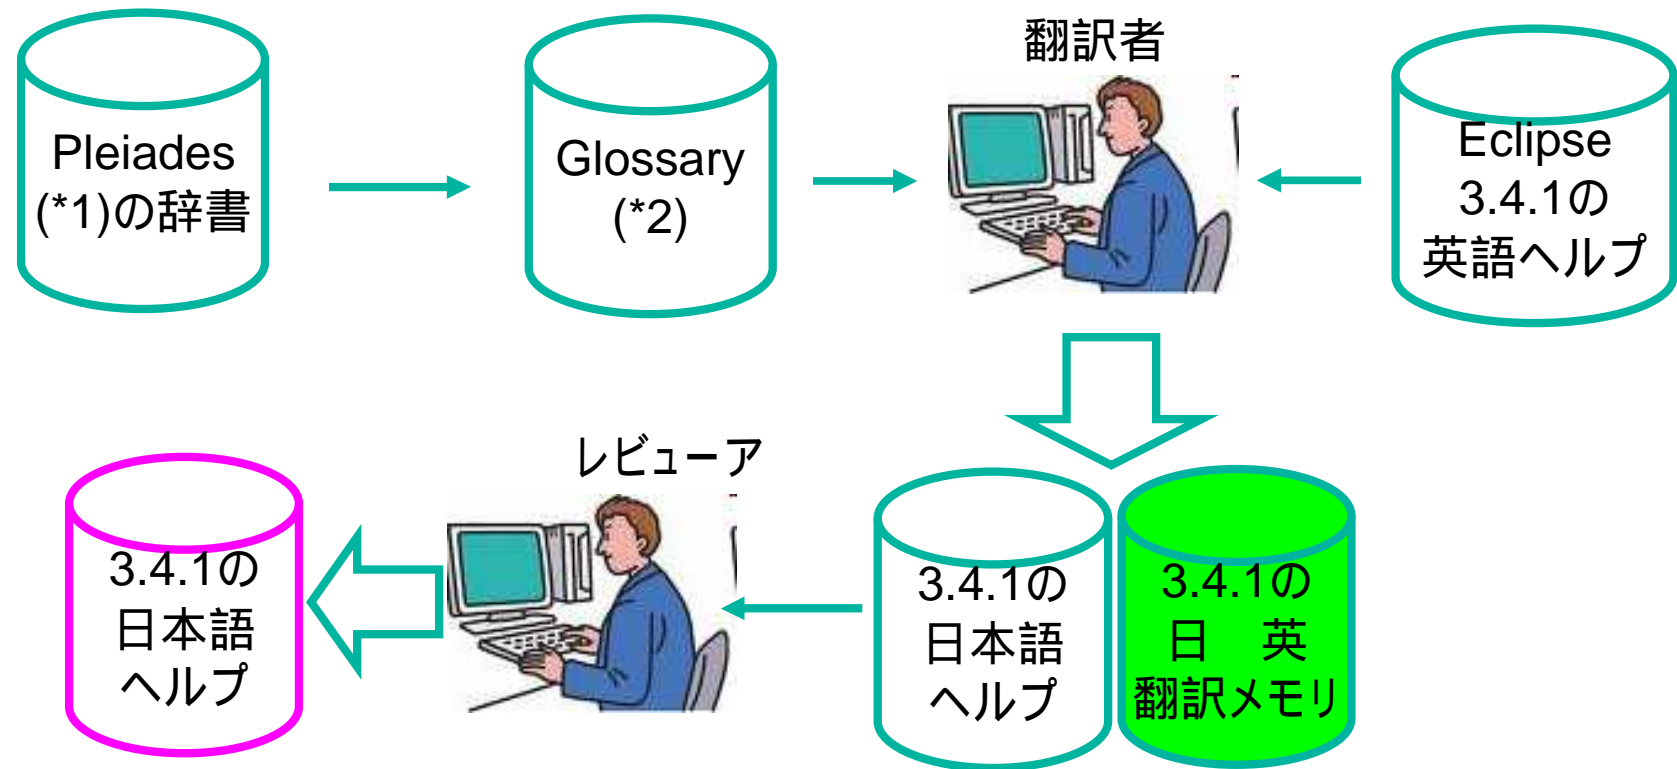 翻訳者
Pleiades
(*1)の辞書
Glossary
(*2)
Eclipse
3.4.1の
英語ヘルプ
レビューア
3.4.1の
日本語
ヘルプ
3.4.1の
日本語
ヘルプ
3.4.1の
日 英
翻訳メモリ